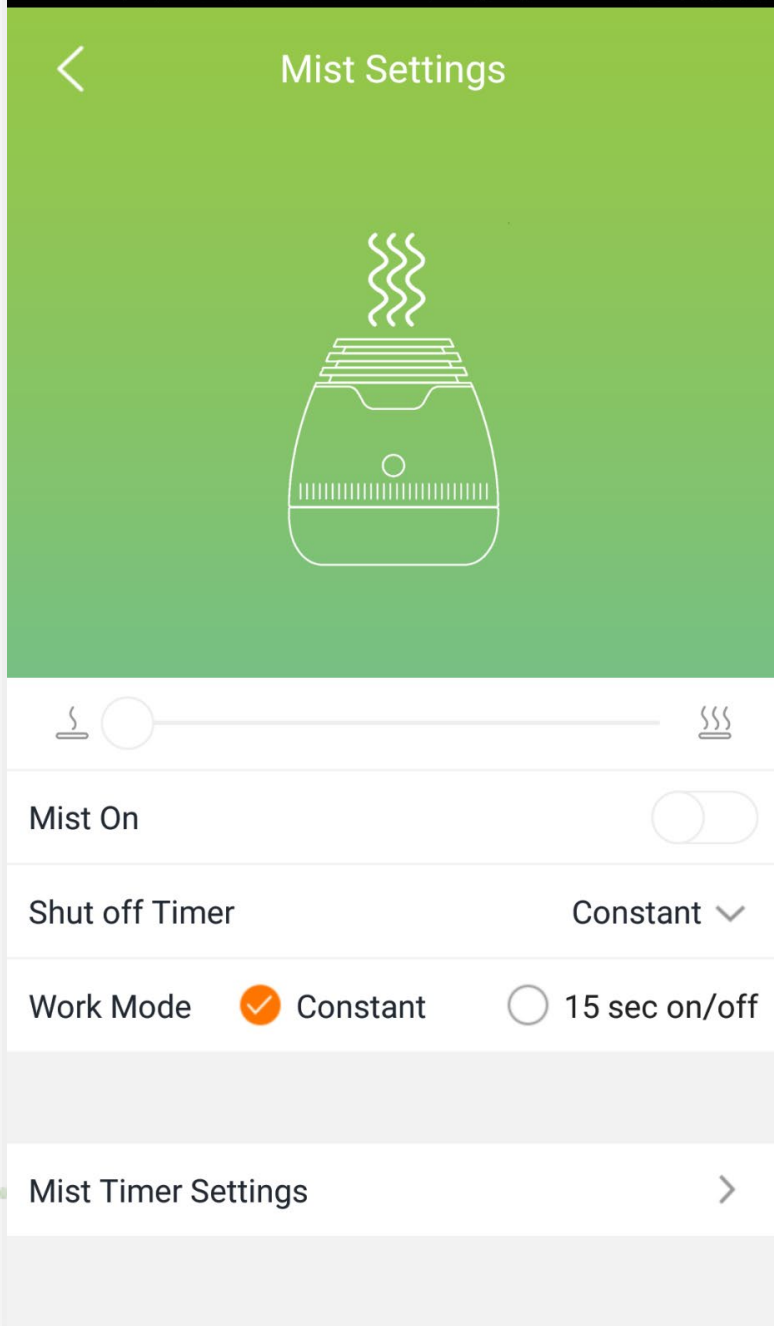 Mist Settings
Mist On
Shut off Timer Constant
Work Mode Constant 15 sec on/off
Mist Timer Settings